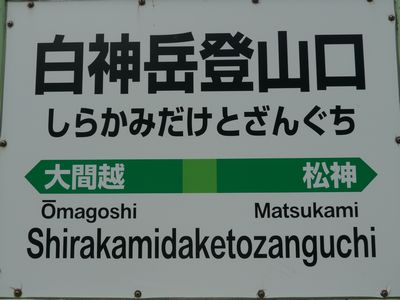 白神岳登山口
しらかみだけとざんぐち
大間越 松神
Ōmagoshi Matsukami
Shirakamidaketozanguchi